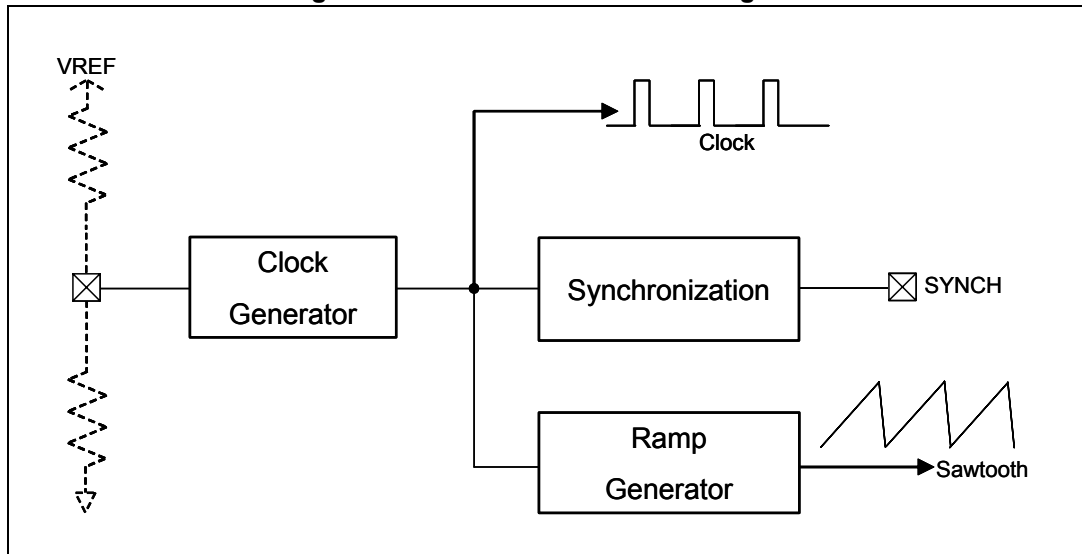 VREF
Clock
Clock
Generator
Synchronization
SYNCH
Ramp
Generator
Sawtooth